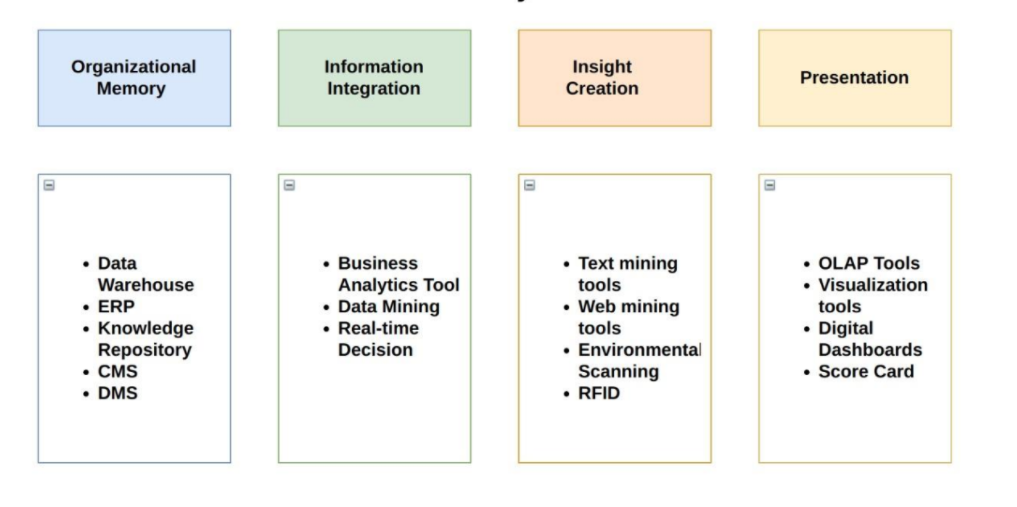 Organizational
Memory
Information
Integration
Insight
Creation
Presentation
• Data
Warehouse
• ERP
• Knowledge
Repository
• CMS
• DMS
• Business
Analytics Tool
• Data Mining
• Real-time
Decision
• Text mining
tools
• Web mining
tools
• Environmental
Scanning
• RFID
• OLAP Tools
• Visualization
tools
• Digital
Dashboards
• Score Card